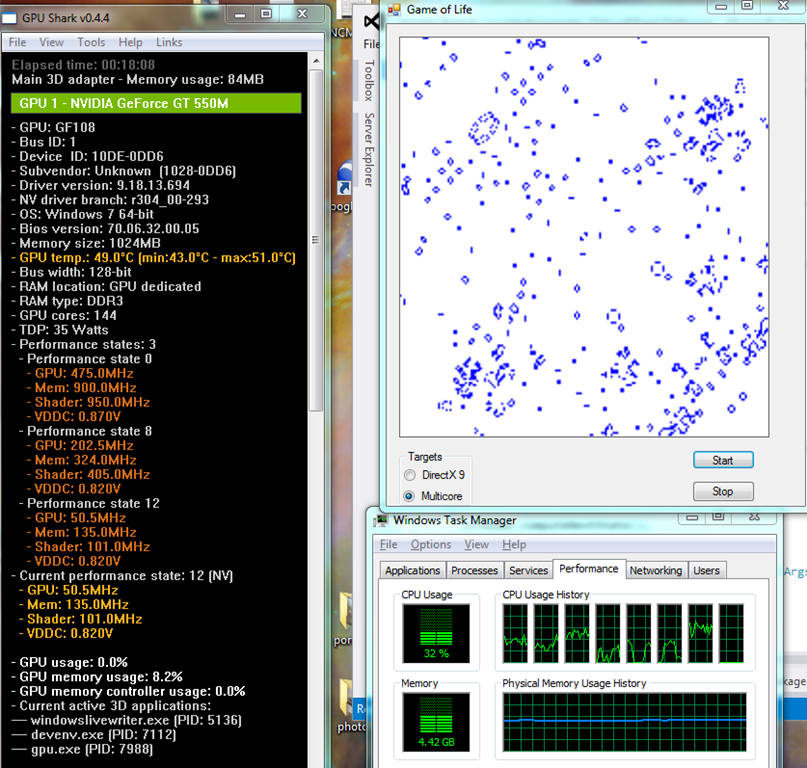 GPU Shark v0.4.4
File View Tools Help Links
Elapsed time: 00:18:08
Main 3D adapter - Memory usage: 84MB
GPU 1 - NVIDIA GeForce GT 550M
- GPU: GF108
- Bus ID: 1
- Device ID: 10DE-0DD6
- Subvendor: Unknown (1028-0DD6)
- Driver version: 9.18.13.694
- NV driver branch: r304_00-293
- OS: Windows 7 64-bit
- Bios version: 70.06.32.00.05
- Memory size: 1024MB
- GPU temp.: 49.0°C (min:43.0°C - max:51.0°C)
- Bus width: 128-bit
- RAM location: GPU dedicated
- RAM type: DDR3
- GPU cores: 144
- TDP: 35 Watts
- Performance states: 3
- Performance state 0
- GPU: 475.0MHz
- Mem: 900.0MHz
- Shader: 950.0MHz
- VDDC: 0.870V
- Performance state 8
- GPU: 202.5MHz
- Mem: 324.0MHz
- Shader: 405.0MHz
- VDDC: 0.820V
- Performance state 12
- GPU: 50.5MHz
- Mem: 135.0MHz
- Shader: 101.0MHz
- VDDC: 0.820V
- Current performance state: 12 (NV)
- GPU: 50.5MHz
- Mem: 135.0MHz
- Shader: 101.0MHz
- VDDC: 0.820V
- GPU usage: 0.0%
- GPU memory usage: 8.2%
- GPU memory controller usage: 0.0%
- Current active 3D applications:
— windowslivewriter.exe (PID: 5136)
— devenv.exe (PID: 7112)
— gpu.exe (PID: 7988)
NCM
oogl
por
photo
File
Toolbox
Server Explorer
Game of Life
Targets
DirectX 9
Multicore
Start
Stop
Windows Task Manager
File Options View Help
Applications Processes Services Performance Networking Users
CPU Usage
CPU Usage History
32 %
Memory
Physical Memory Usage History
4.42 GB
Args
kage